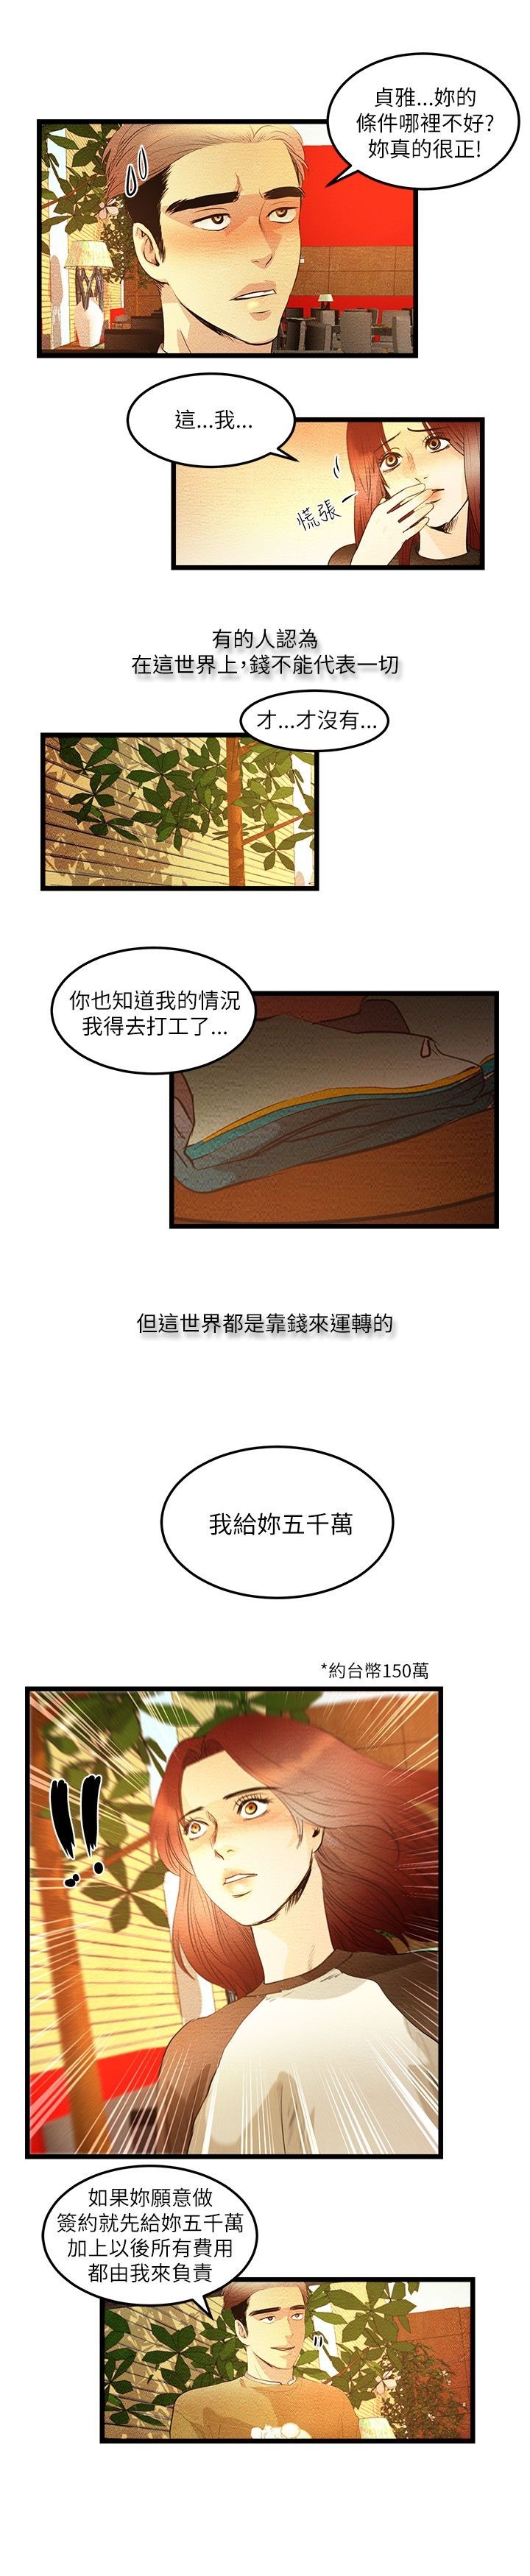 貞雅...妳的
條件哪裡不好?
妳真的很正!
這...我...
慌張
有的人認為
在這世界上,錢不能代表一切
才...才沒有...
你也知道我的情況
我得去打工了...
但這世界都是靠錢來運轉的
我給妳五千萬
*約台幣150萬
!!
如果妳願意做
簽約就先給妳五千萬
加上以後所有費用
都由我來負責